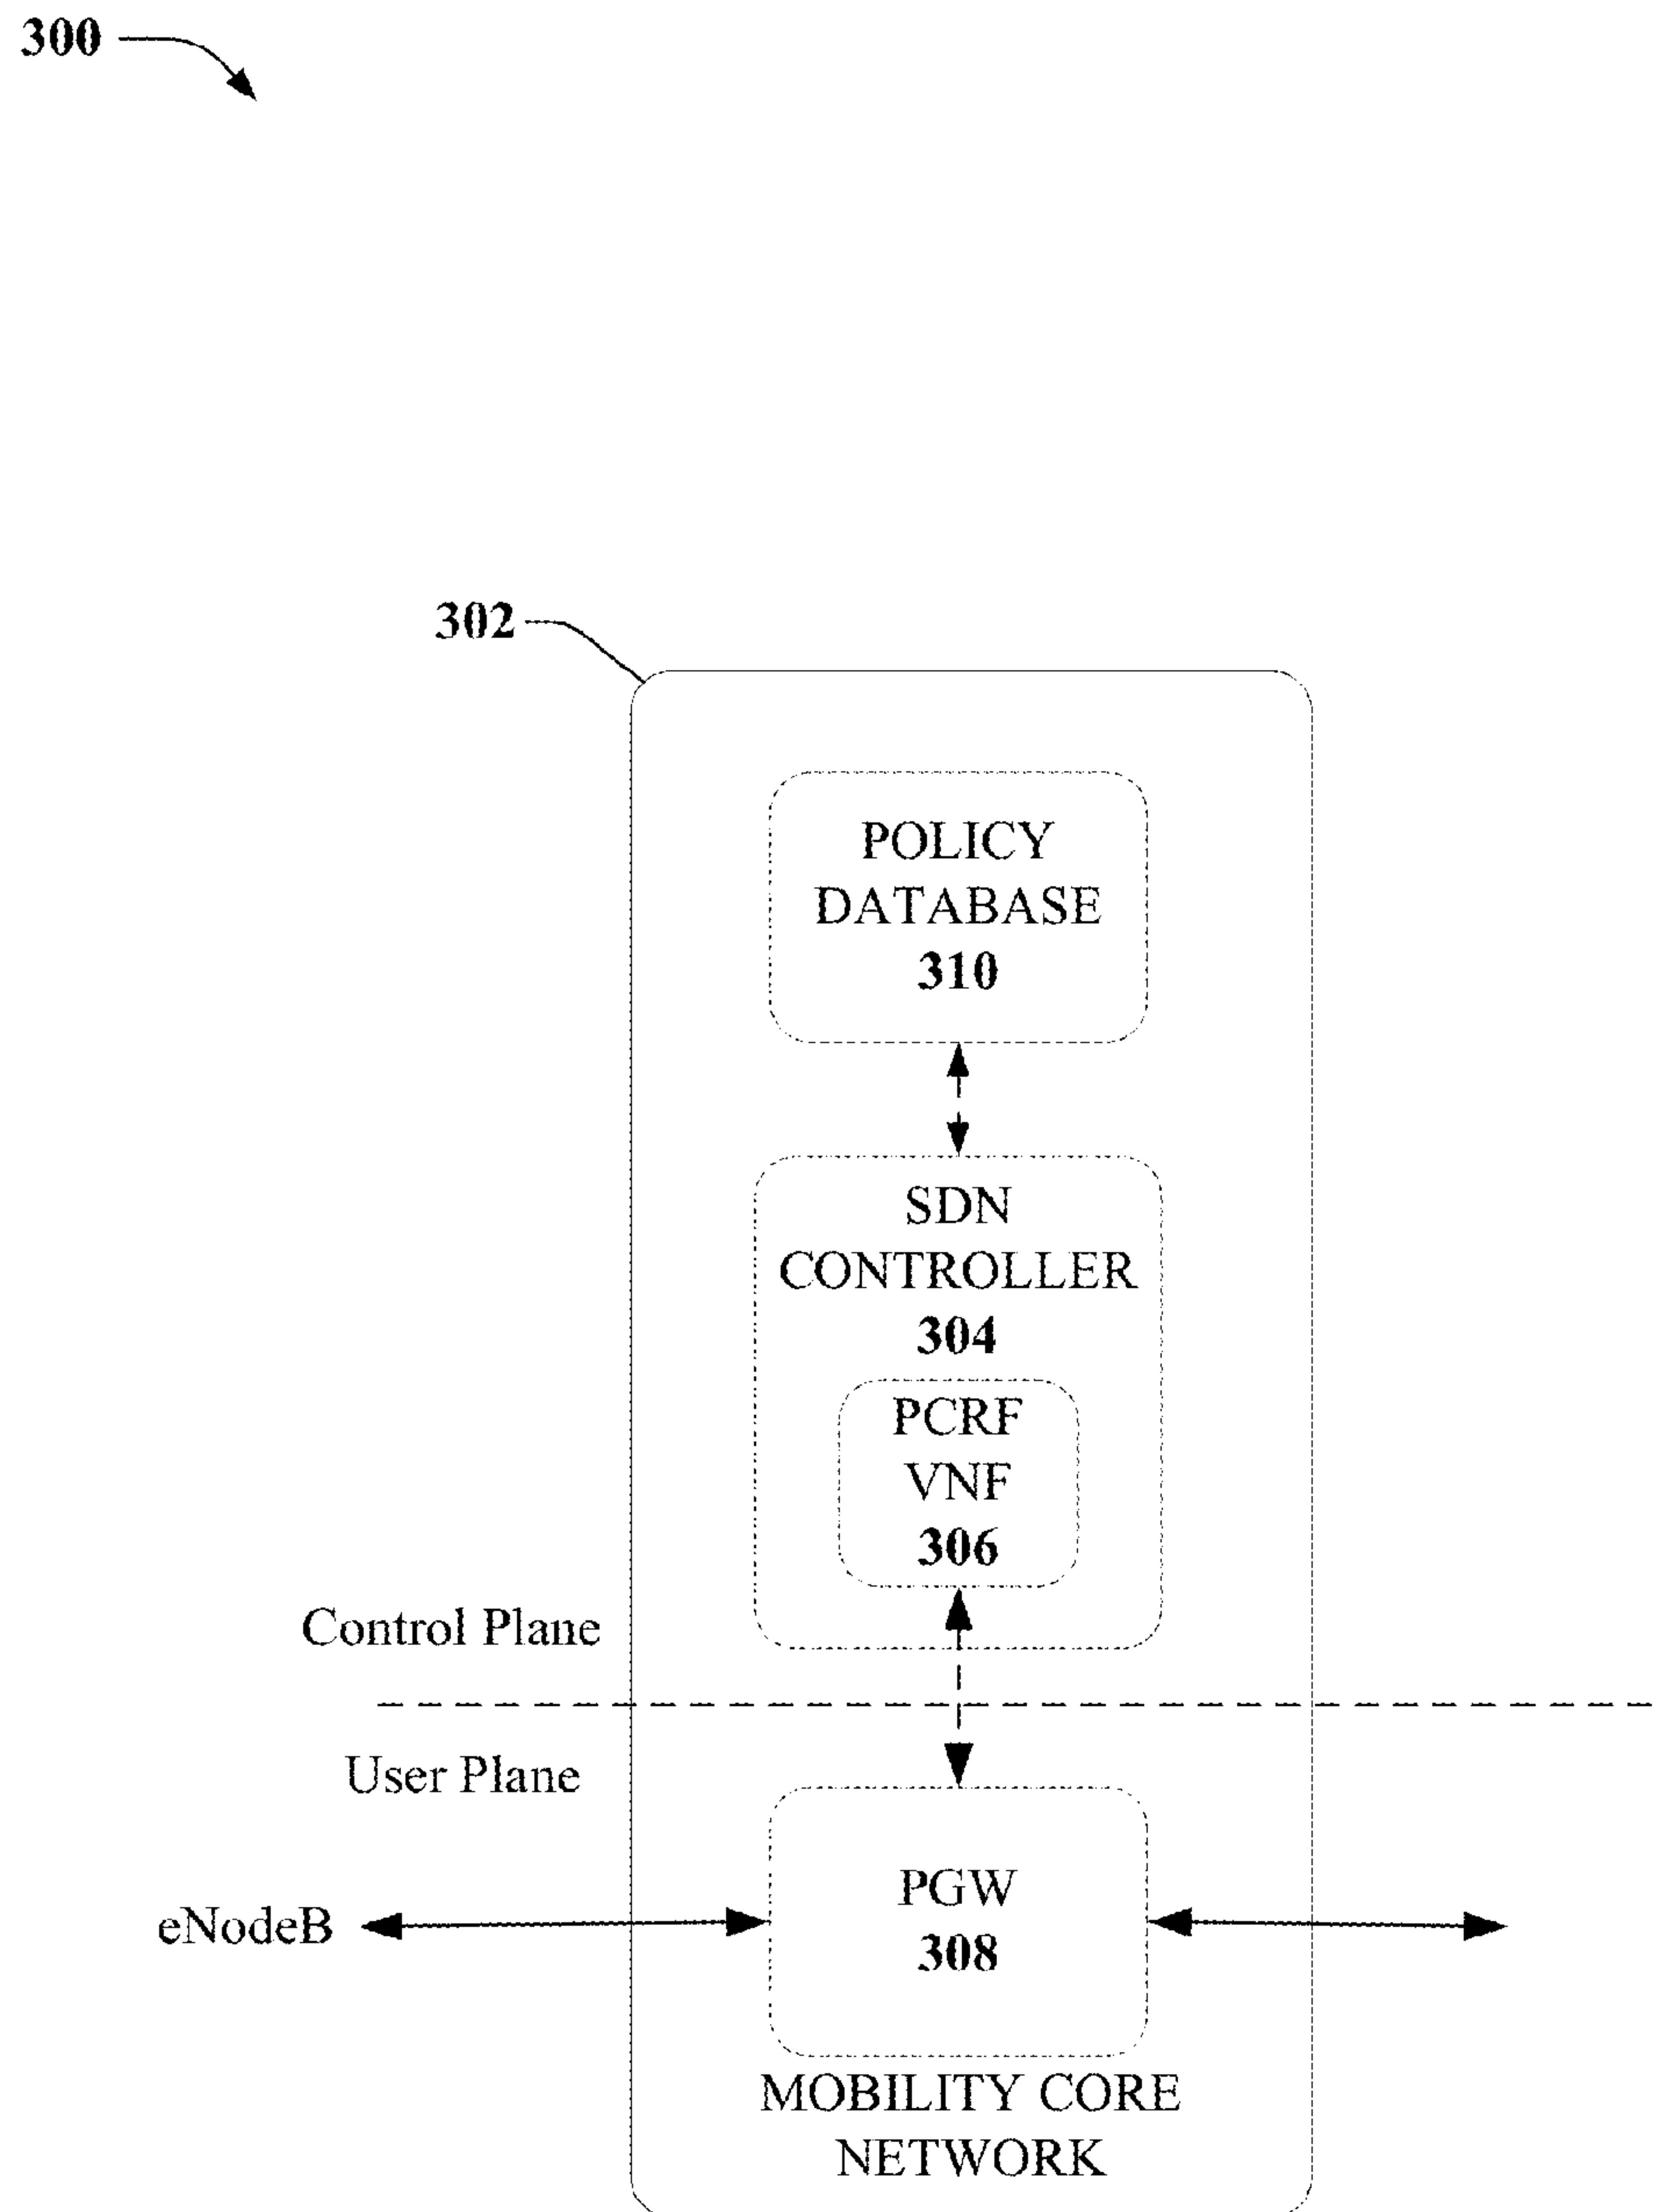 300
302
POLICY
DATABASE
310
SDN
CONTROLLER
304
PCRF
VNF
306
Control Plane
User Plane
PGW
eNodeB
308
MOBILITY CORE
NETWORK